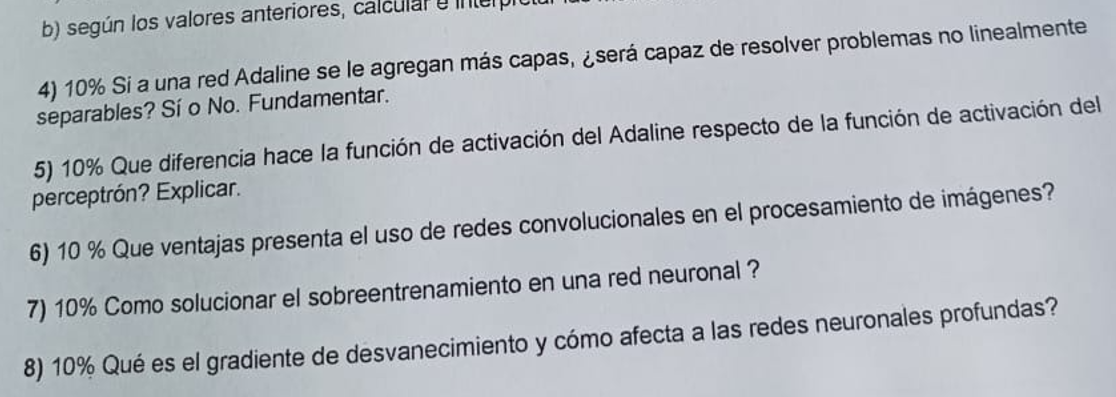 b) según los valores anteriores, calcular e
4) 10% Si a una red Adaline se le agregan más capas, ¿será capaz de resolver problemas no linealmente
separables? Sí o No. Fundamentar.
5) 10% Que diferencia hace la función de activación del Adaline respecto de la función de activación del
perceptrón? Explicar.
6) 10 % Que ventajas presenta el uso de redes convolucionales en el procesamiento de imágenes?
7) 10% Como solucionar el sobreentrenamiento en una red neuronal ?
8) 10% Qué es el gradiente de desvanecimiento y cómo afecta a las redes neuronales profundas?